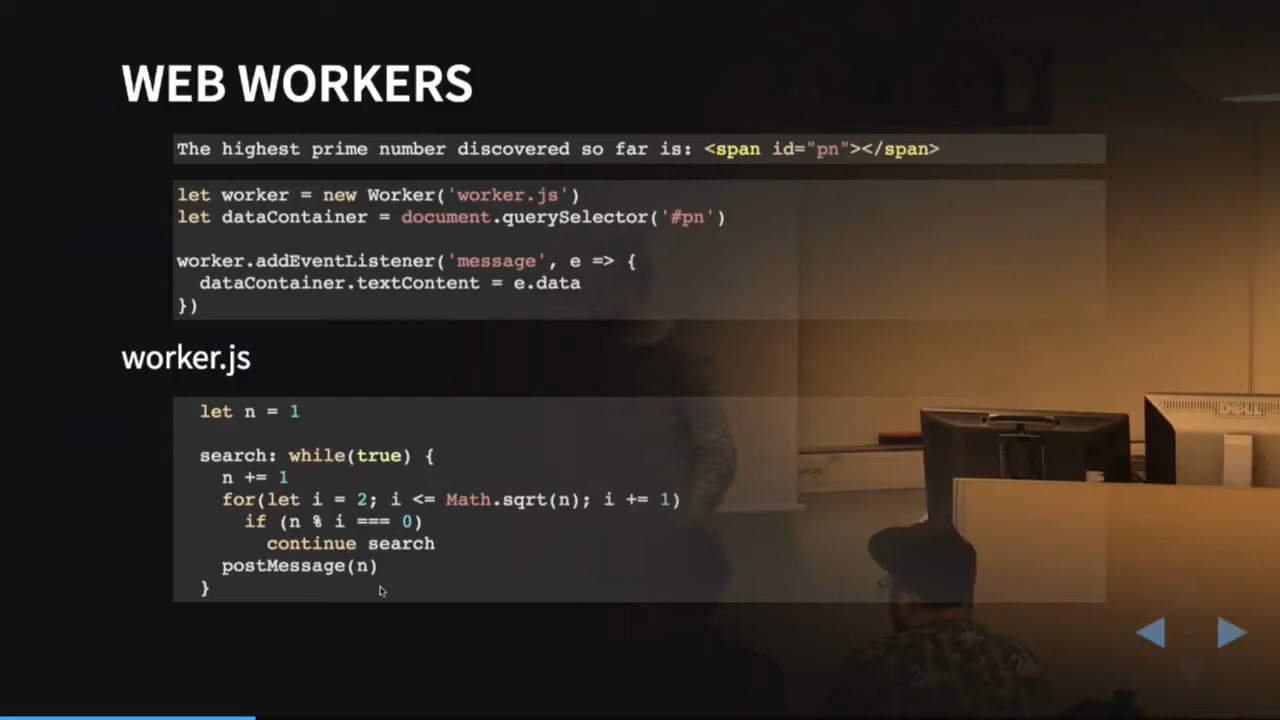 WEB WORKERS
The highest prime number discovered so far is: <span id="pn"></span>
let worker = new Worker('worker.js')
let dataContainer = document.querySelector('#pn')
worker.addEventListener('message', e => {
  dataContainer.textContent = e.data
})
worker.js
let n = 1
search: while(true) {
  n += 1
  for(let i = 2; i <= Math.sqrt(n); i += 1)
    if (n % i === 0)
      continue search
  postMessage(n)
}
DELL